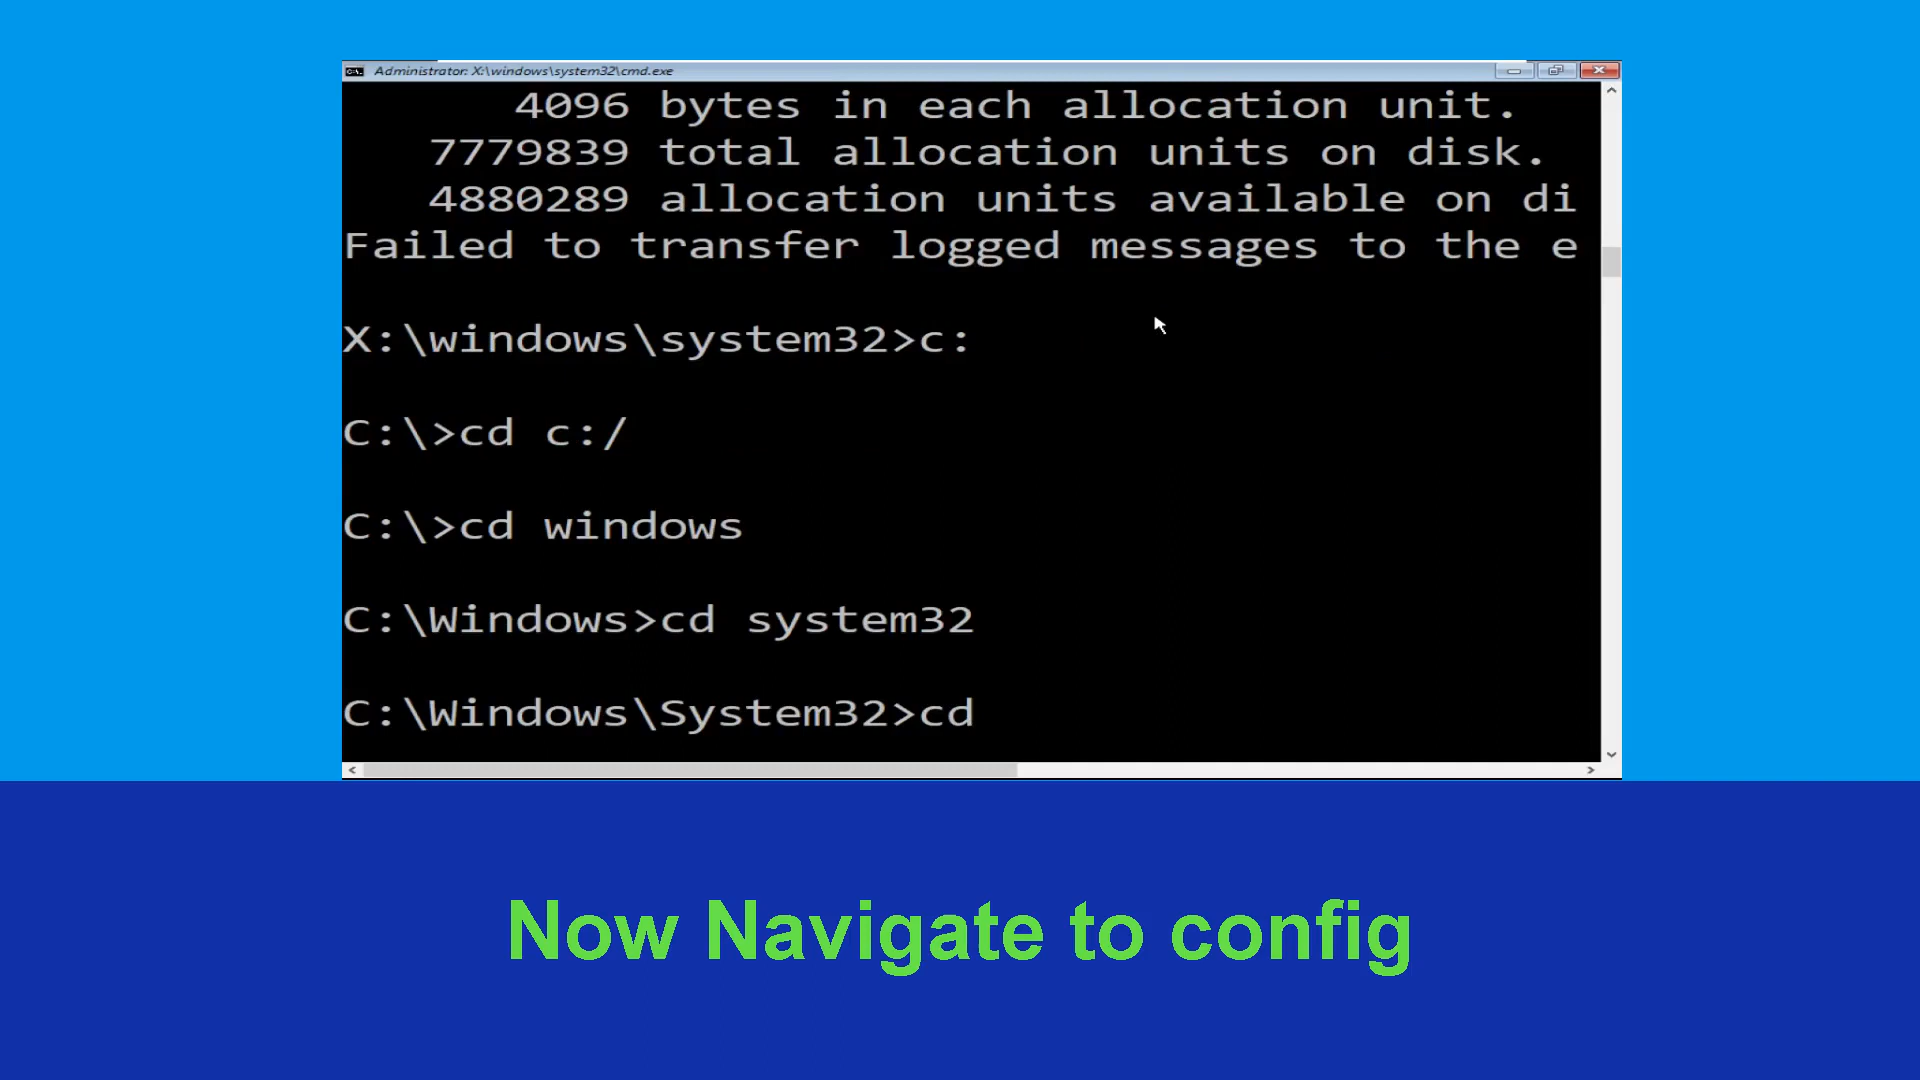 Administrator: X:\windows\system32\cmd.exe
4096 bytes in each allocation unit.
7779839 total allocation units on disk.
4880289 allocation units available on di
Failed to transfer logged messages to the e
X:\windows\system32>c:
C:\>cd c:/
C:\>cd windows
C:\Windows>cd system32
C:\Windows\System32>cd
Now Navigate to config